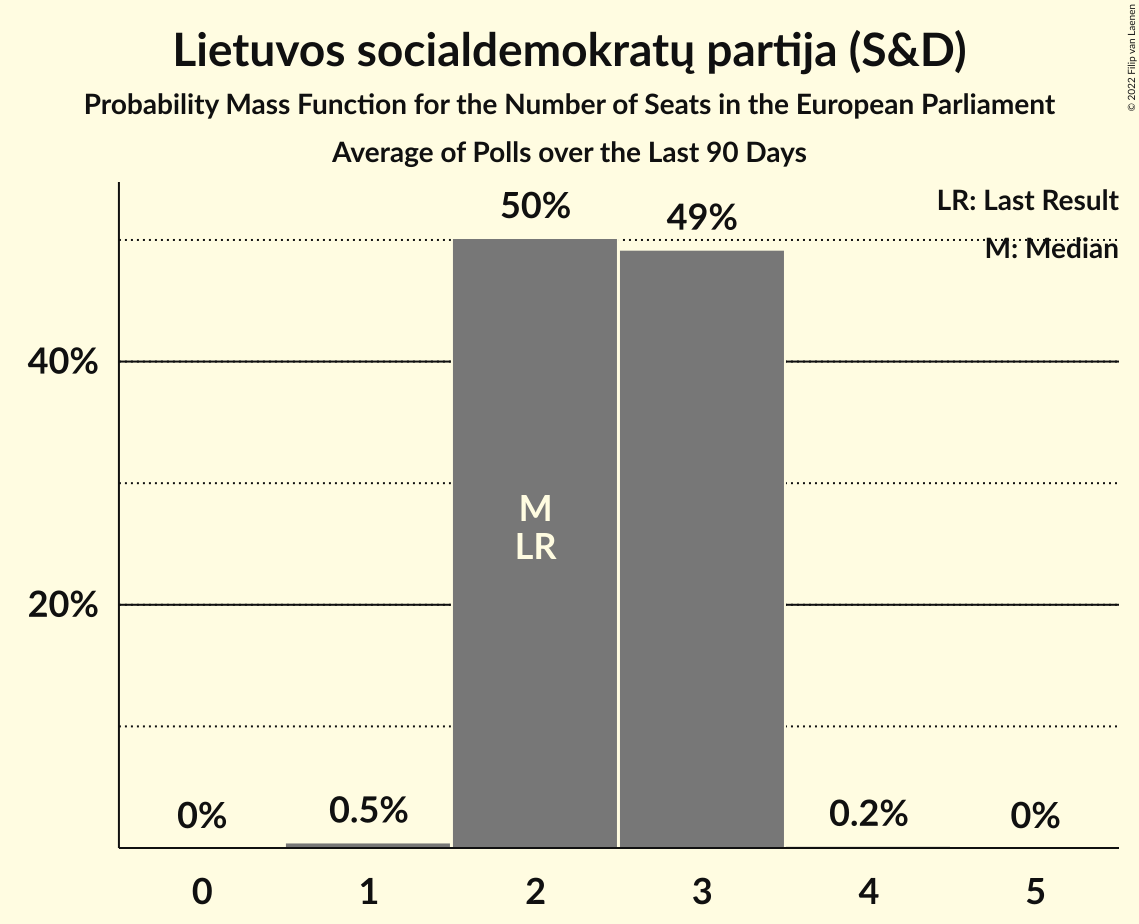 Lietuvos socialdemokratų partija (S&D)
Probability Mass Function for the Number of Seats in the European Parliament
Average of Polls over the Last 90 Days
© 2022 Filip van Laenen
LR: Last Result
M: Median
50%
49%
40%
M
LR
20%
0%
0.5%
0.2%
0%
0
1
2
3
4
5